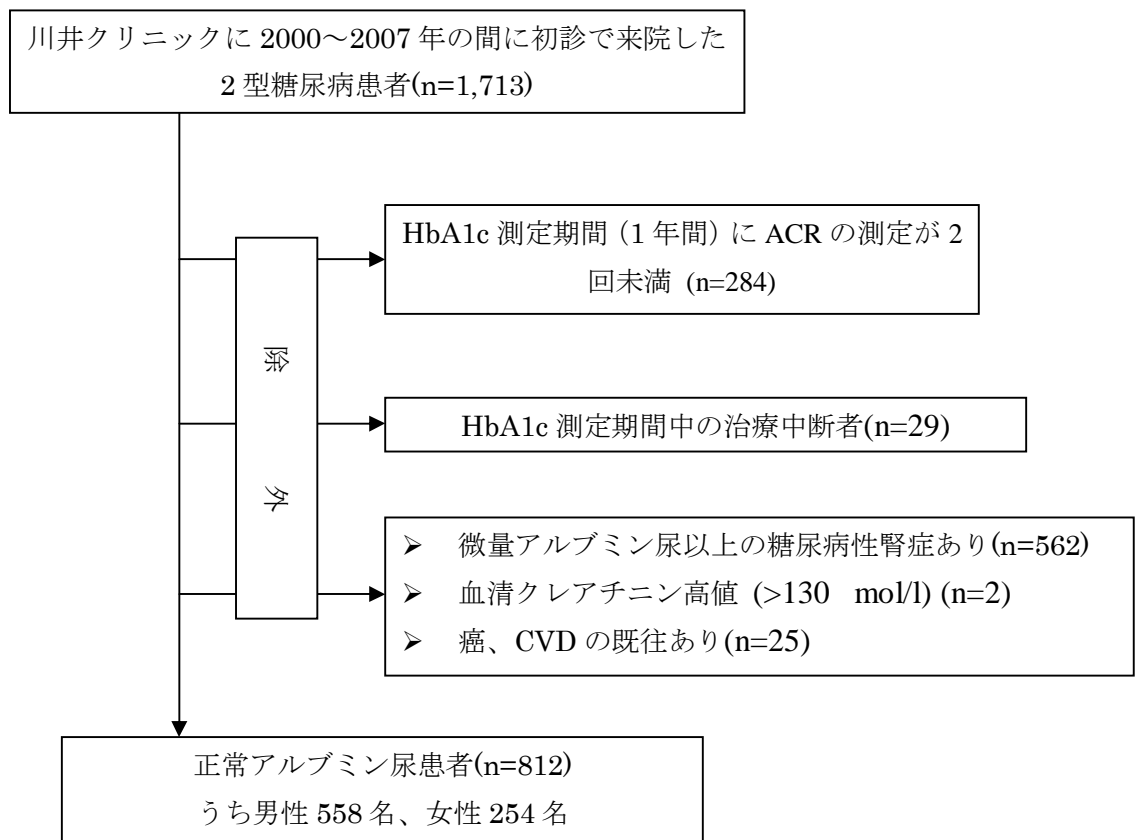 川井クリニックに 2000～2007 年の間に初診で来院した
2 型糖尿病患者(n=1,713)
HbA1c 測定期間（1 年間）に ACR の測定が 2
回未満 (n=284)
除
外
HbA1c 測定期間中の治療中断者(n=29)
➢ 微量アルブミン尿以上の糖尿病性腎症あり(n=562)
➢ 血清クレアチニン高値 (>130 mol/l) (n=2)
➢ 癌、CVD の既往あり(n=25)
正常アルブミン尿患者(n=812)
うち男性 558 名、女性 254 名